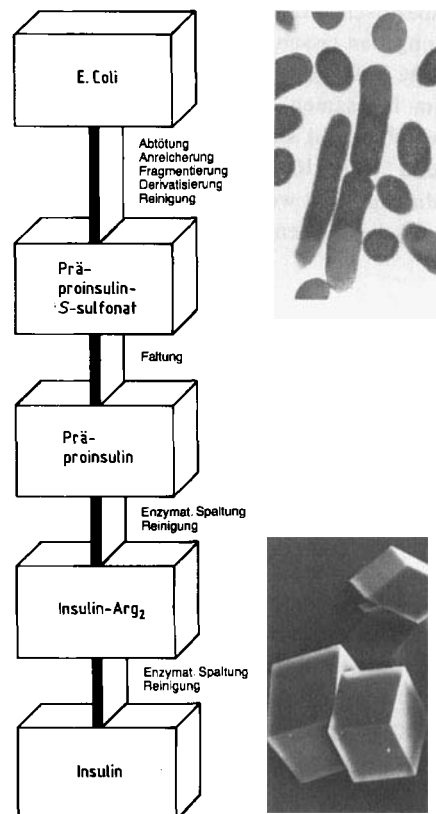 E. Coli
Abtötung
Anreicherung
Fragmentierung
Derivatisierung
Reinigung
Prä-
proinsulin-
S-sulfonat
Faltung
Prä-
proinsulin
Enzymat. Spaltung
Reinigung
Insulin-Arg₂
Enzymat. Spaltung
Reinigung
Insulin